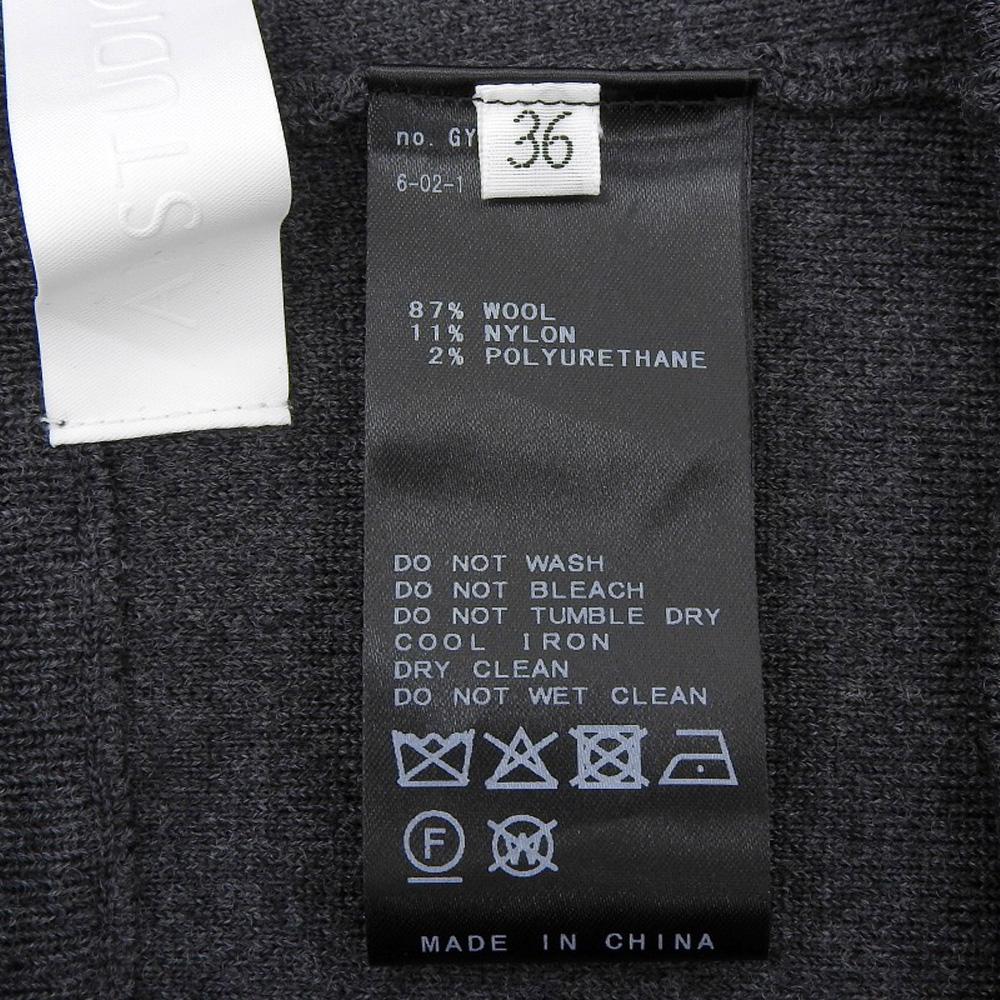 A STUDIO
no. GY
36
6-02-1
87% WOOL
11% NYLON
2% POLYURETHANE
DO NOT WASH
DO NOT BLEACH
DO NOT TUMBLE DRY
COOL IRON
DRY CLEAN
DO NOT WET CLEAN
F W
MADE IN CHINA